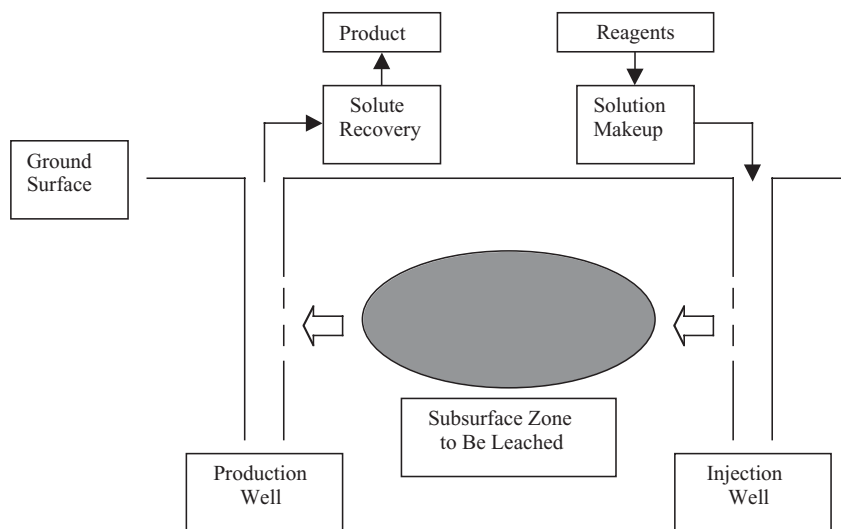 Product
Reagents
Solute
Recovery
Solution
Makeup
Ground
Surface
Subsurface Zone
to Be Leached
Production
Well
Injection
Well